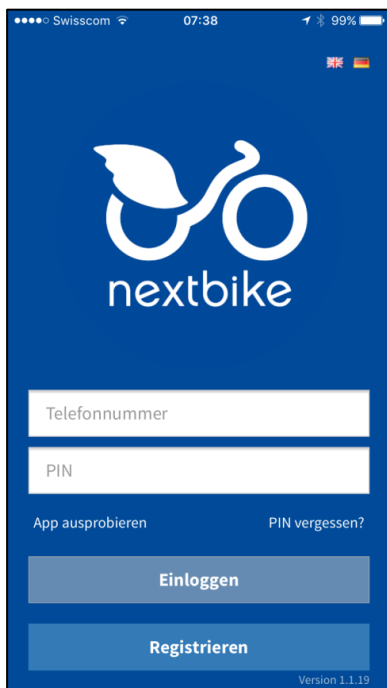 Swisscom 07:38 99%
nextbike
Telefonnummer
PIN
App ausprobieren PIN vergessen?
Einloggen
Registrieren
Version 1.1.19